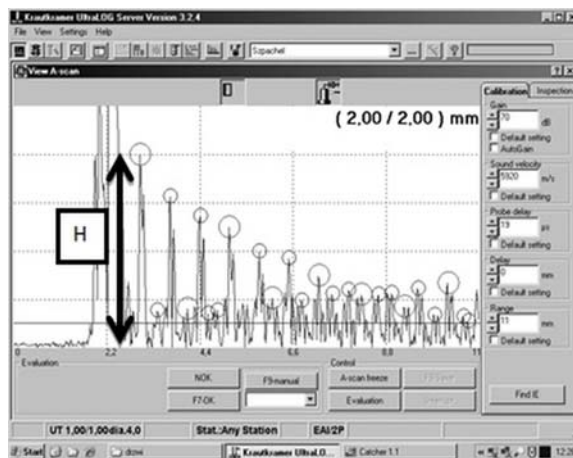 Krautkramer UltraLOG Server Version 3.2.4
File View Settings Help
Szpachel
View A-scan
( 2,00 / 2,00 ) mm
H
0 2,2 4,4 6,6 8,8 11
Calibration Inspection
Gain
70 dB
Default setting
AutoGain
Sound velocity
5920 m/s
Default setting
Probe delay
19 µs
Default setting
Delay
0 mm
Default setting
Range
11 mm
Default setting
Find IE
Evaluation
NOK F9-manual
F7-OK
Control
A-scan freeze
Evaluation
UT 1,00/1,00dia.4,0 Stat.:Any Station EAI/2P
Start Krautkramer UltraLO... Catcher 1.1